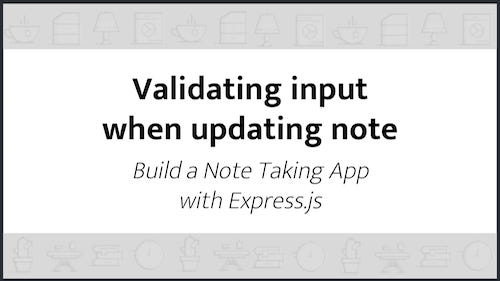 Validating input
when updating note
Build a Note Taking App
with Express.js